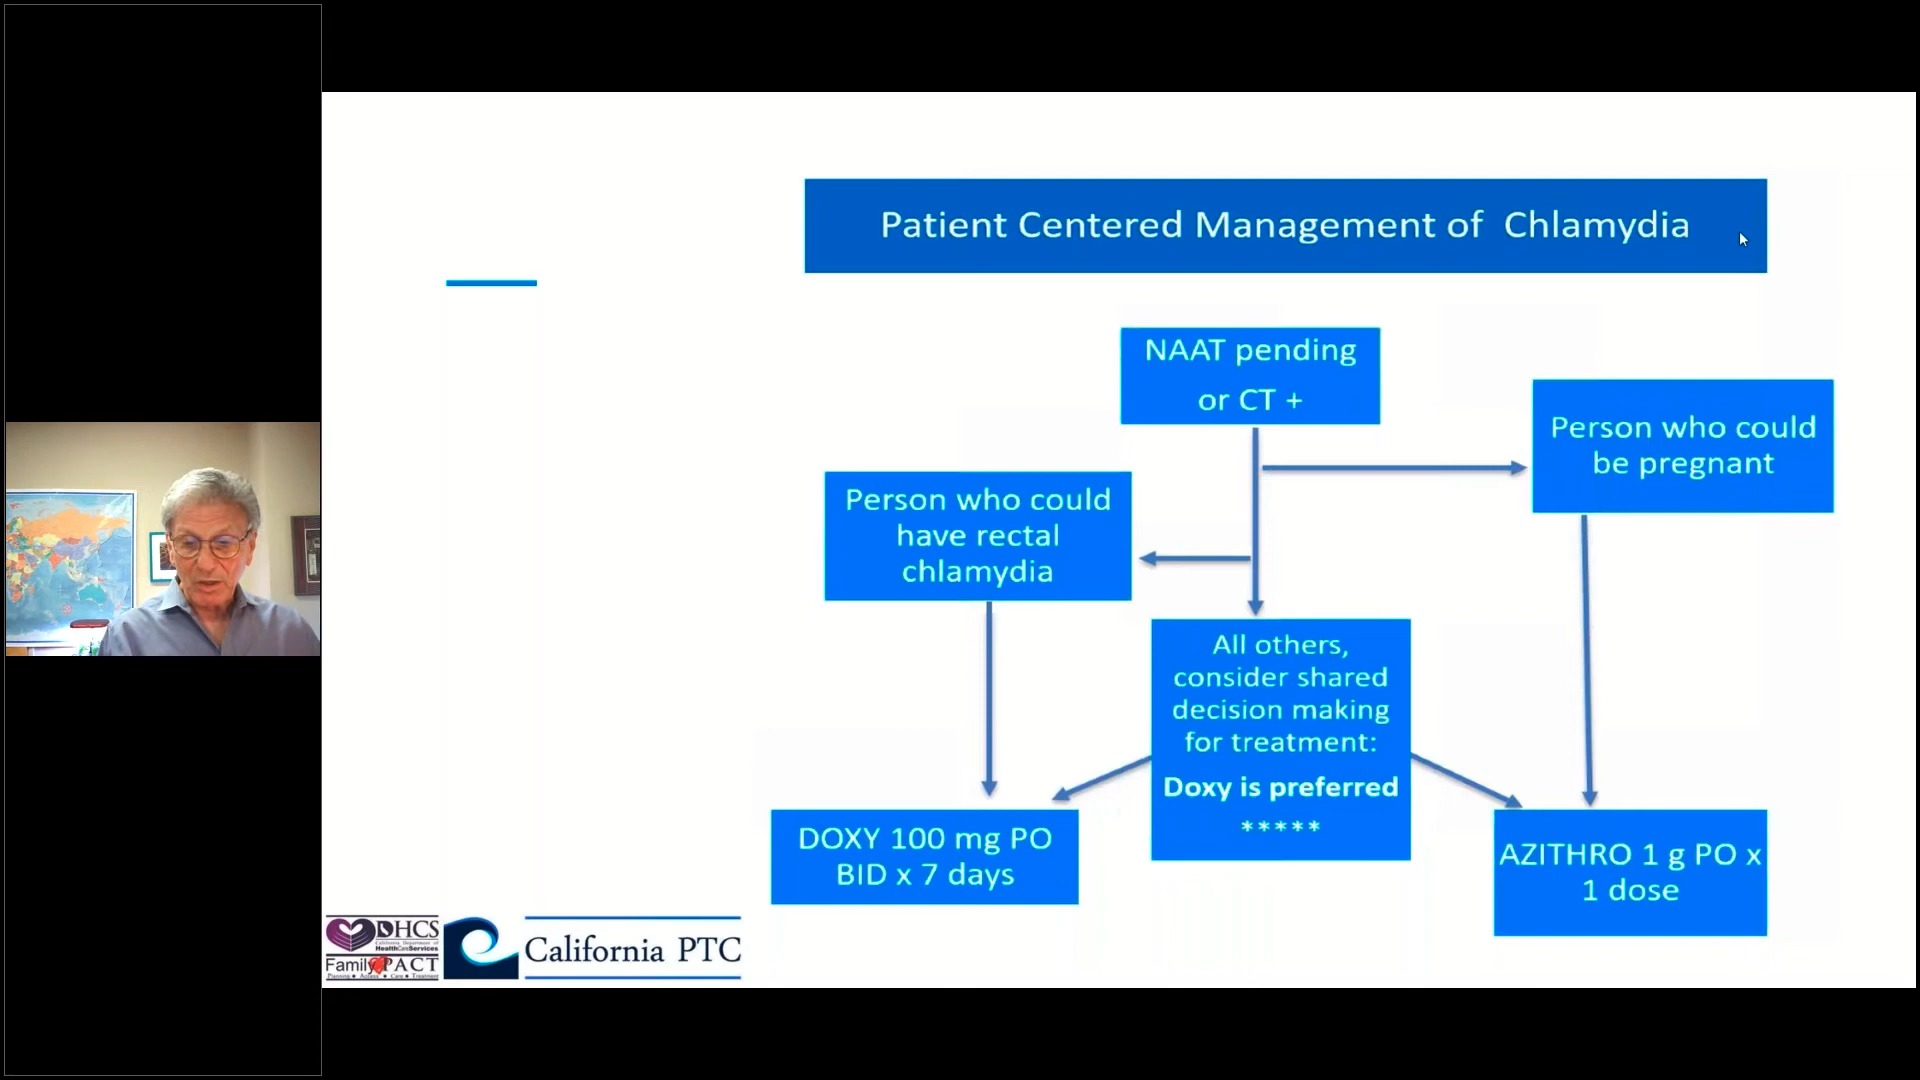 Patient Centered Management of Chlamydia
NAAT pending
or CT +
Person who could
be pregnant
Person who could
have rectal
chlamydia
All others,
consider shared
decision making
for treatment:
Doxy is preferred
*****
DOXY 100 mg PO
BID x 7 days
AZITHRO 1 g PO x
1 dose
DHCS
California Department of
HealthCareServices
Family PACT
Planning • Access • Care • Treatment
California PTC